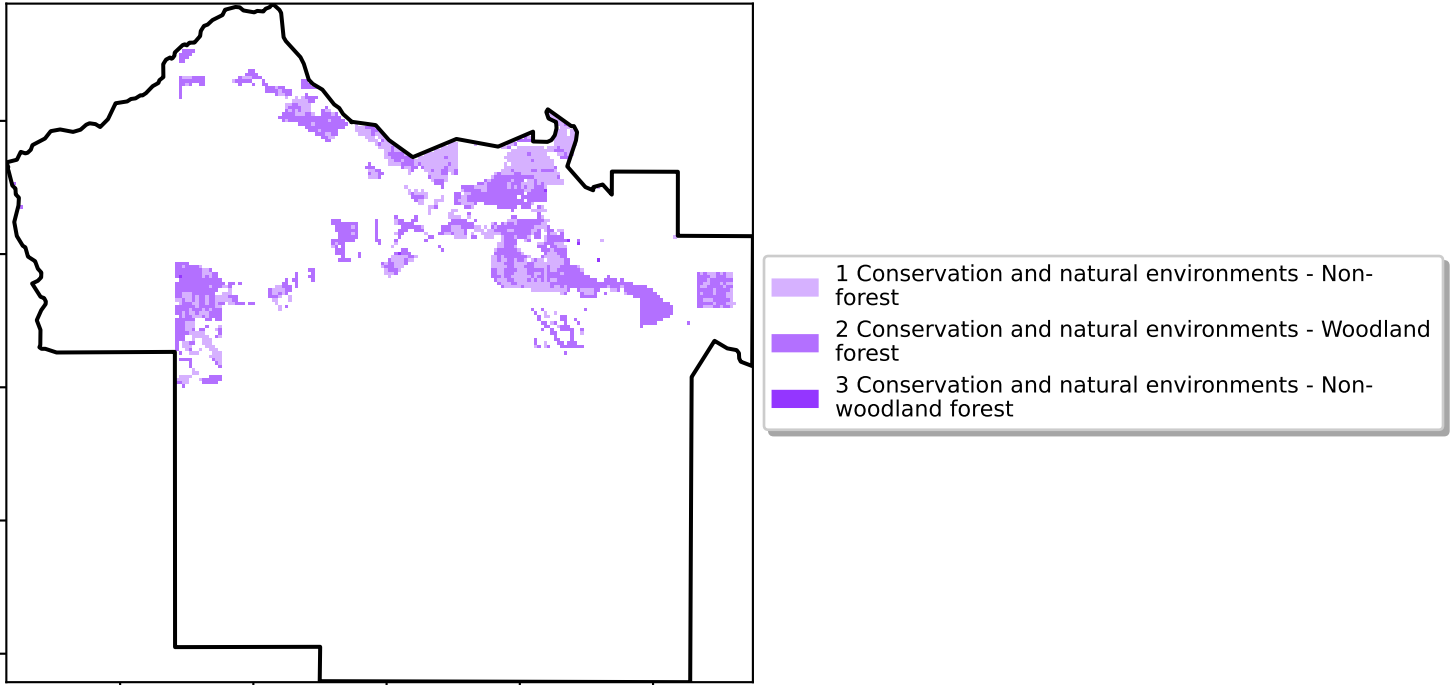 1 Conservation and natural environments - Non-
forest
2 Conservation and natural environments - Woodland
forest
3 Conservation and natural environments - Non-
woodland forest